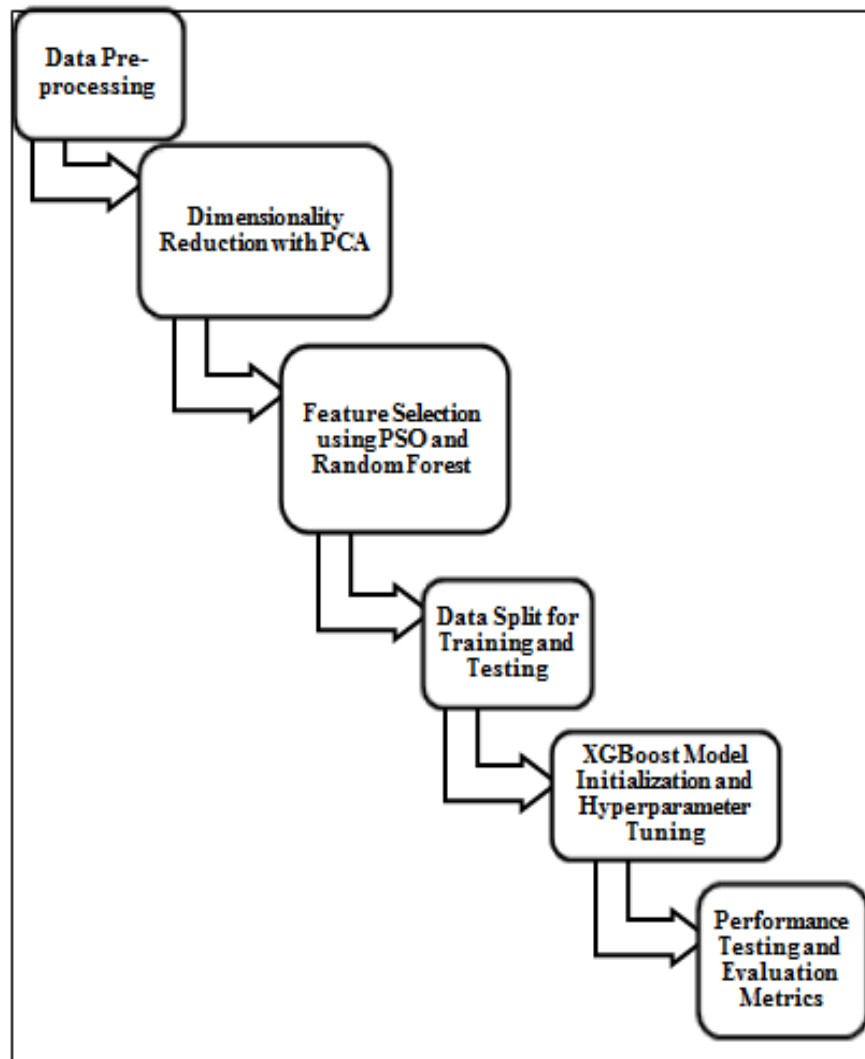 Data Pre-
processing
Dimensionality
Reduction with PCA
Feature Selection
using PSO and
Random Forest
Data Split for
Training and
Testing
XGBoost Model
Initialization and
Hyperparameter
Tuning
Performance
Testing and
Evaluation
Metrics